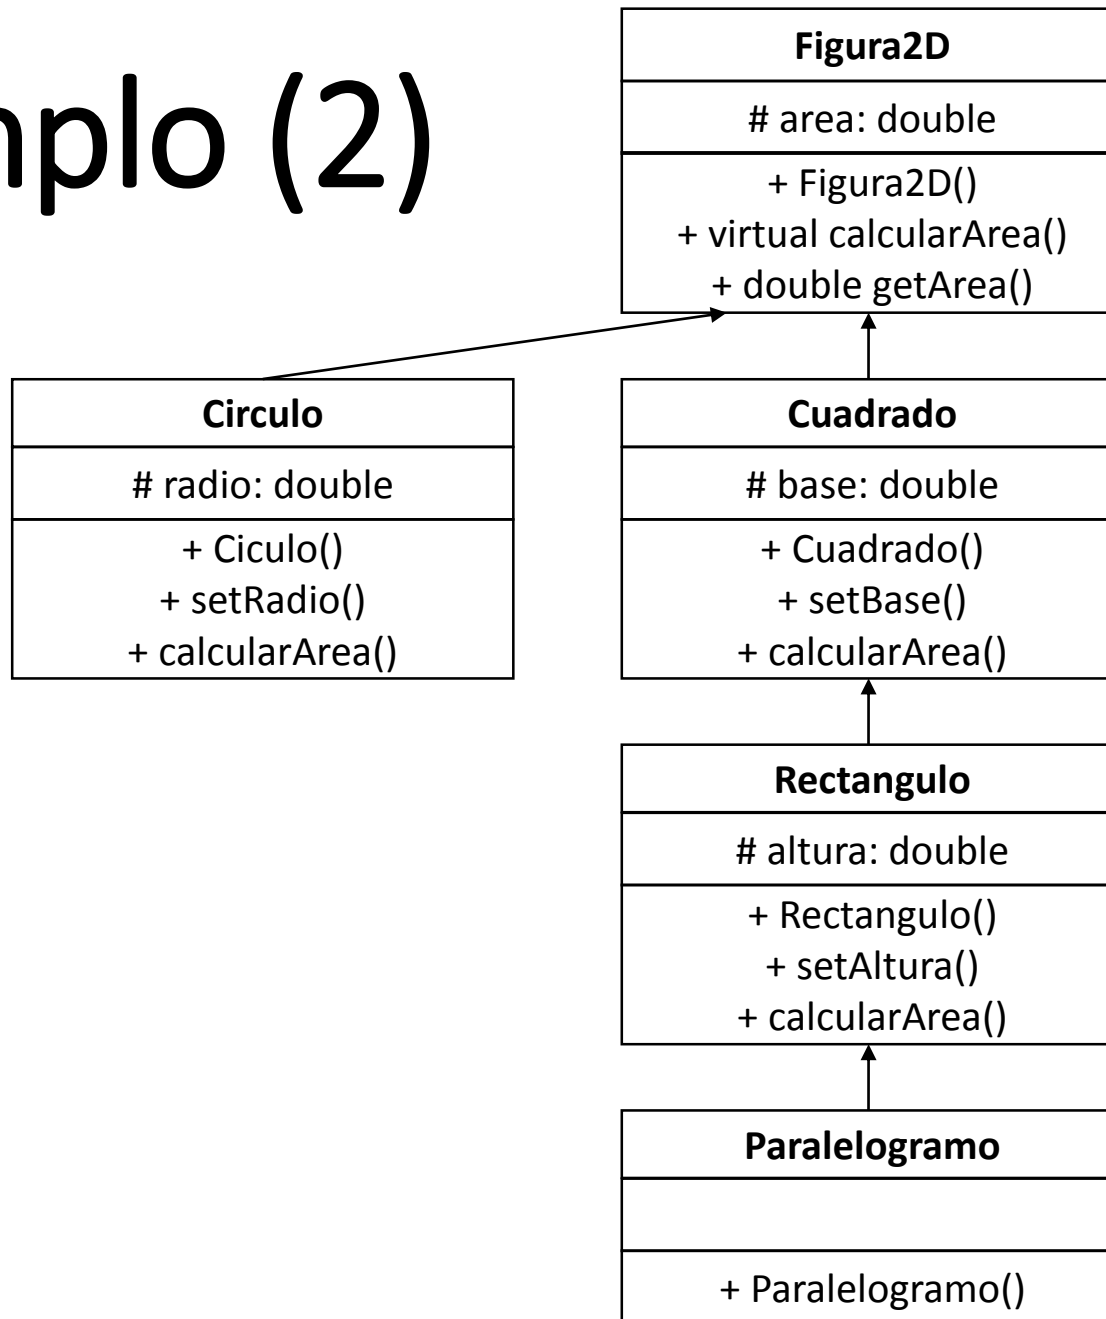 mplo (2)
Figura2D
# area: double
+ Figura2D()
+ virtual calcularArea()
+ double getArea()
Circulo
# radio: double
+ Ciculo()
+ setRadio()
+ calcularArea()
Cuadrado
# base: double
+ Cuadrado()
+ setBase()
+ calcularArea()
Rectangulo
# altura: double
+ Rectangulo()
+ setAltura()
+ calcularArea()
Paralelogramo
+ Paralelogramo()